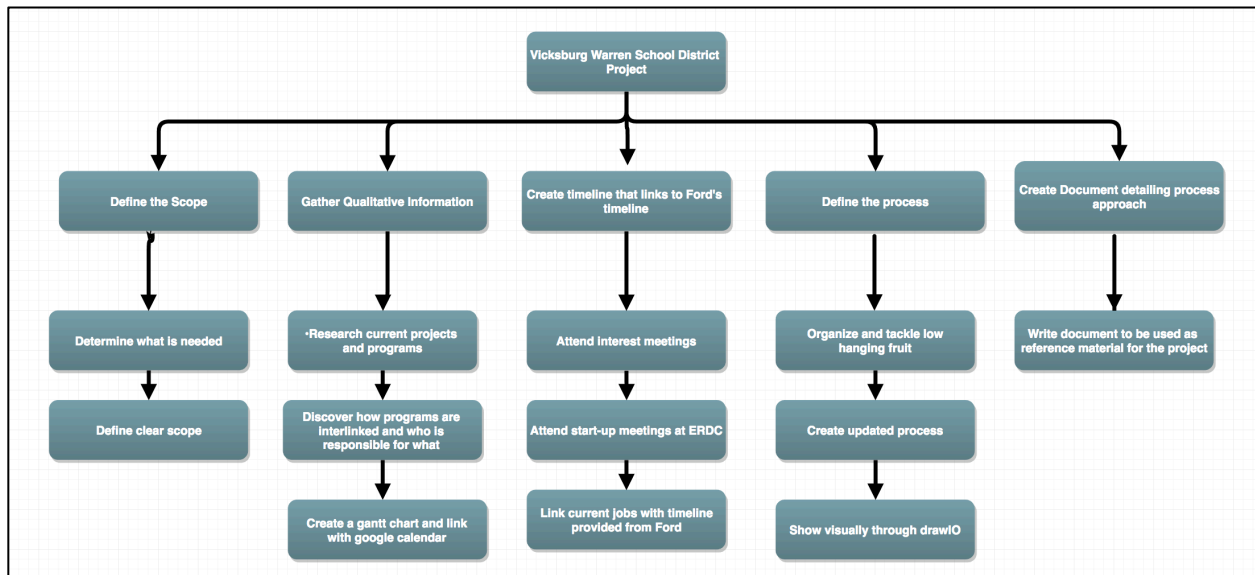 Vicksburg Warren School District
Project
Define the Scope
Gather Qualitative Information
Create timeline that links to Ford's
timeline
Define the process
Create Document detailing process
approach
Determine what is needed
•Research current projects
and programs
Attend interest meetings
Organize and tackle low
hanging fruit
Write document to be used as
reference material for the project
Define clear scope
Discover how programs are
interlinked and who is
responsible for what
Attend start-up meetings at ERDC
Create updated process
Create a gantt chart and link
with google calendar
Link current jobs with timeline
provided from Ford
Show visually through drawIO